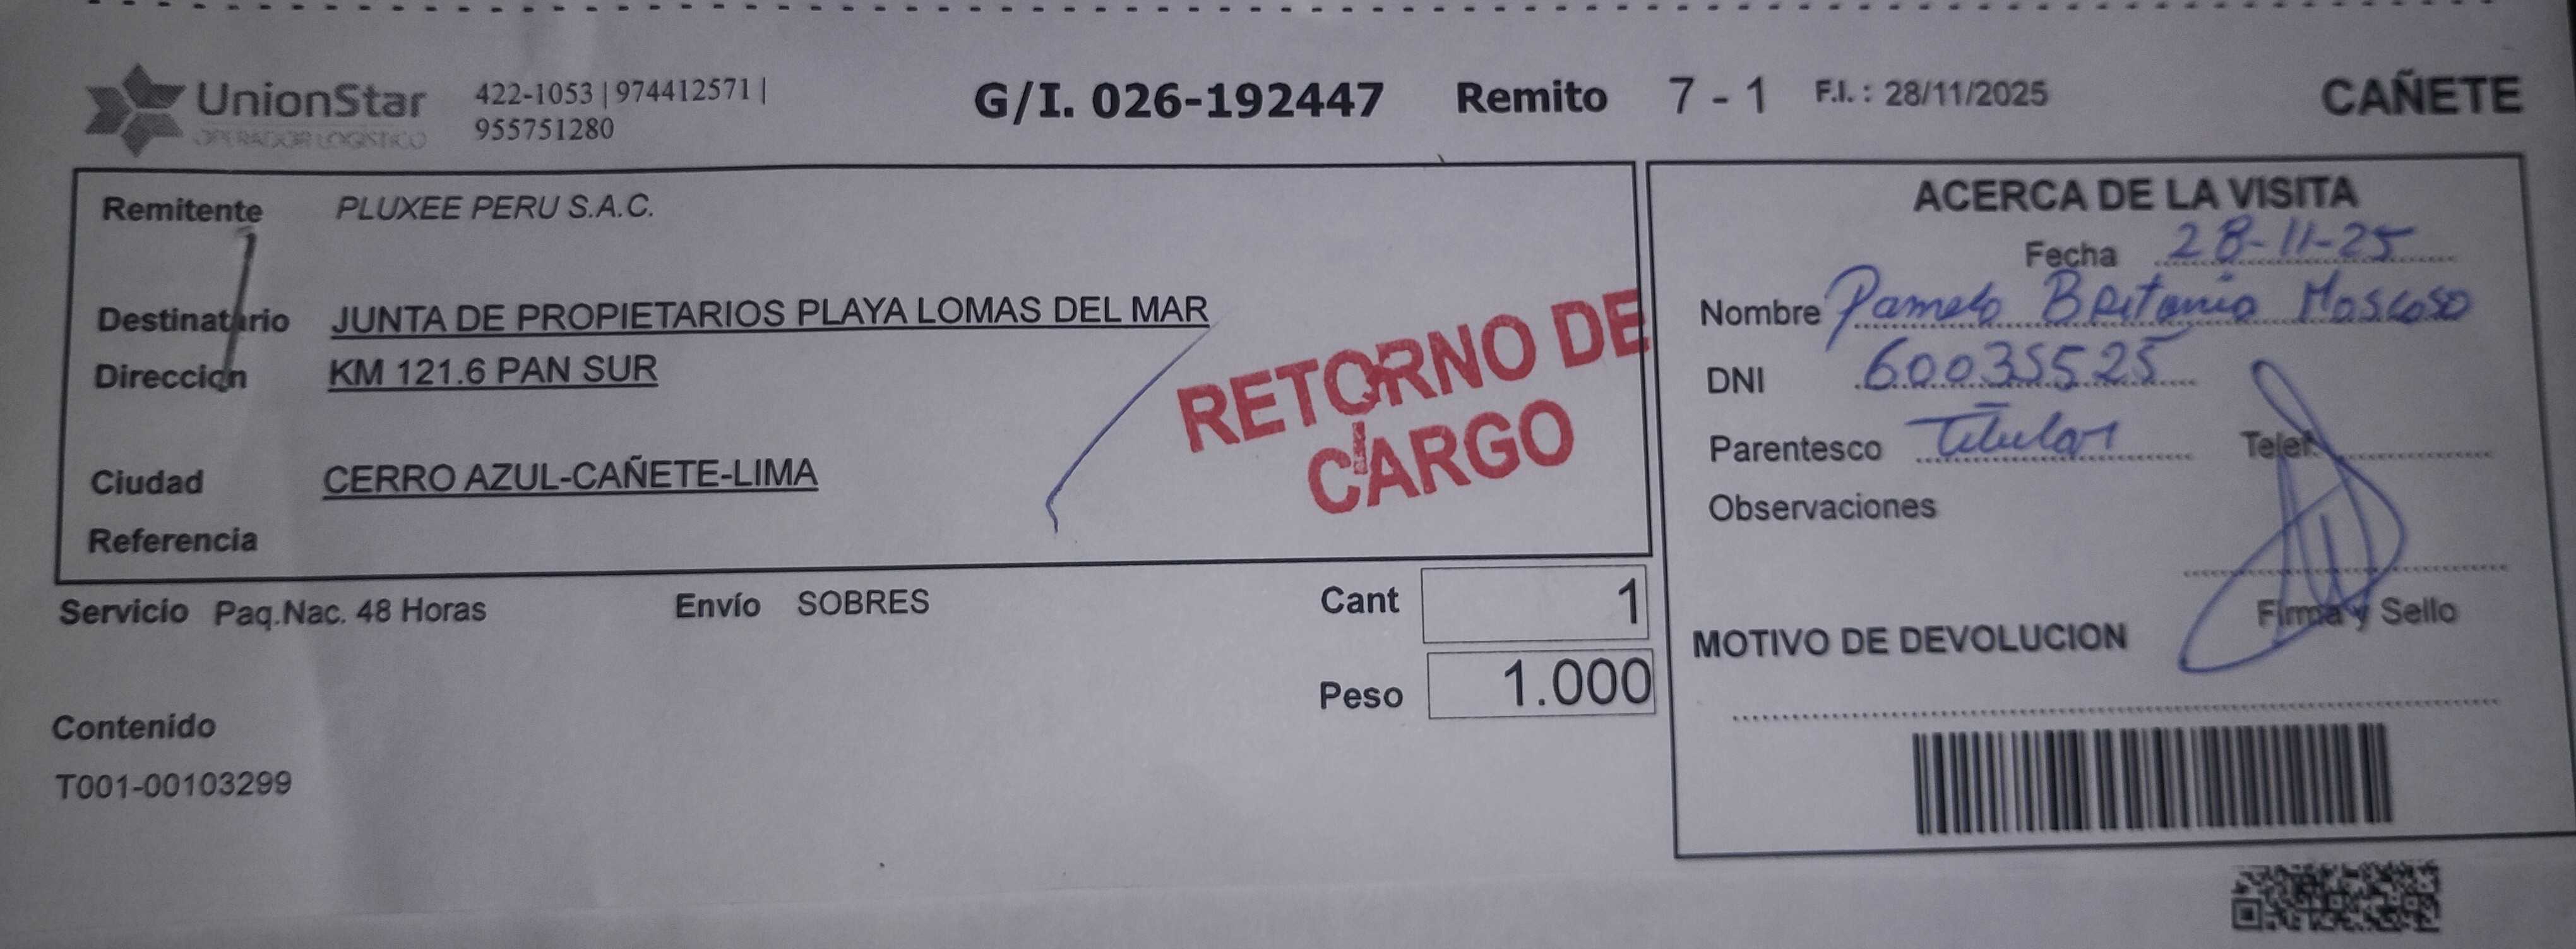 UnionStar
OPERADOR LOGISTICO
422-1053 | 974412571 |
955751280
G/I. 026-192447 Remito 7 - 1 F.I. : 28/11/2025 CAÑETE
Remitente PLUXEE PERU S.A.C.
Destinatario JUNTA DE PROPIETARIOS PLAYA LOMAS DEL MAR
Direccion KM 121.6 PAN SUR
Ciudad CERRO AZUL-CAÑETE-LIMA
Referencia
RETORNO DE
CARGO
Servicio Paq.Nac. 48 Horas Envío SOBRES Cant 1
Peso 1.000
Contenido
T001-00103299
ACERCA DE LA VISITA
Fecha 28-11-25
Nombre Pamela Britania Moscoso
DNI 60035525
Parentesco Titular Telef.
Observaciones
Firma y Sello
MOTIVO DE DEVOLUCION